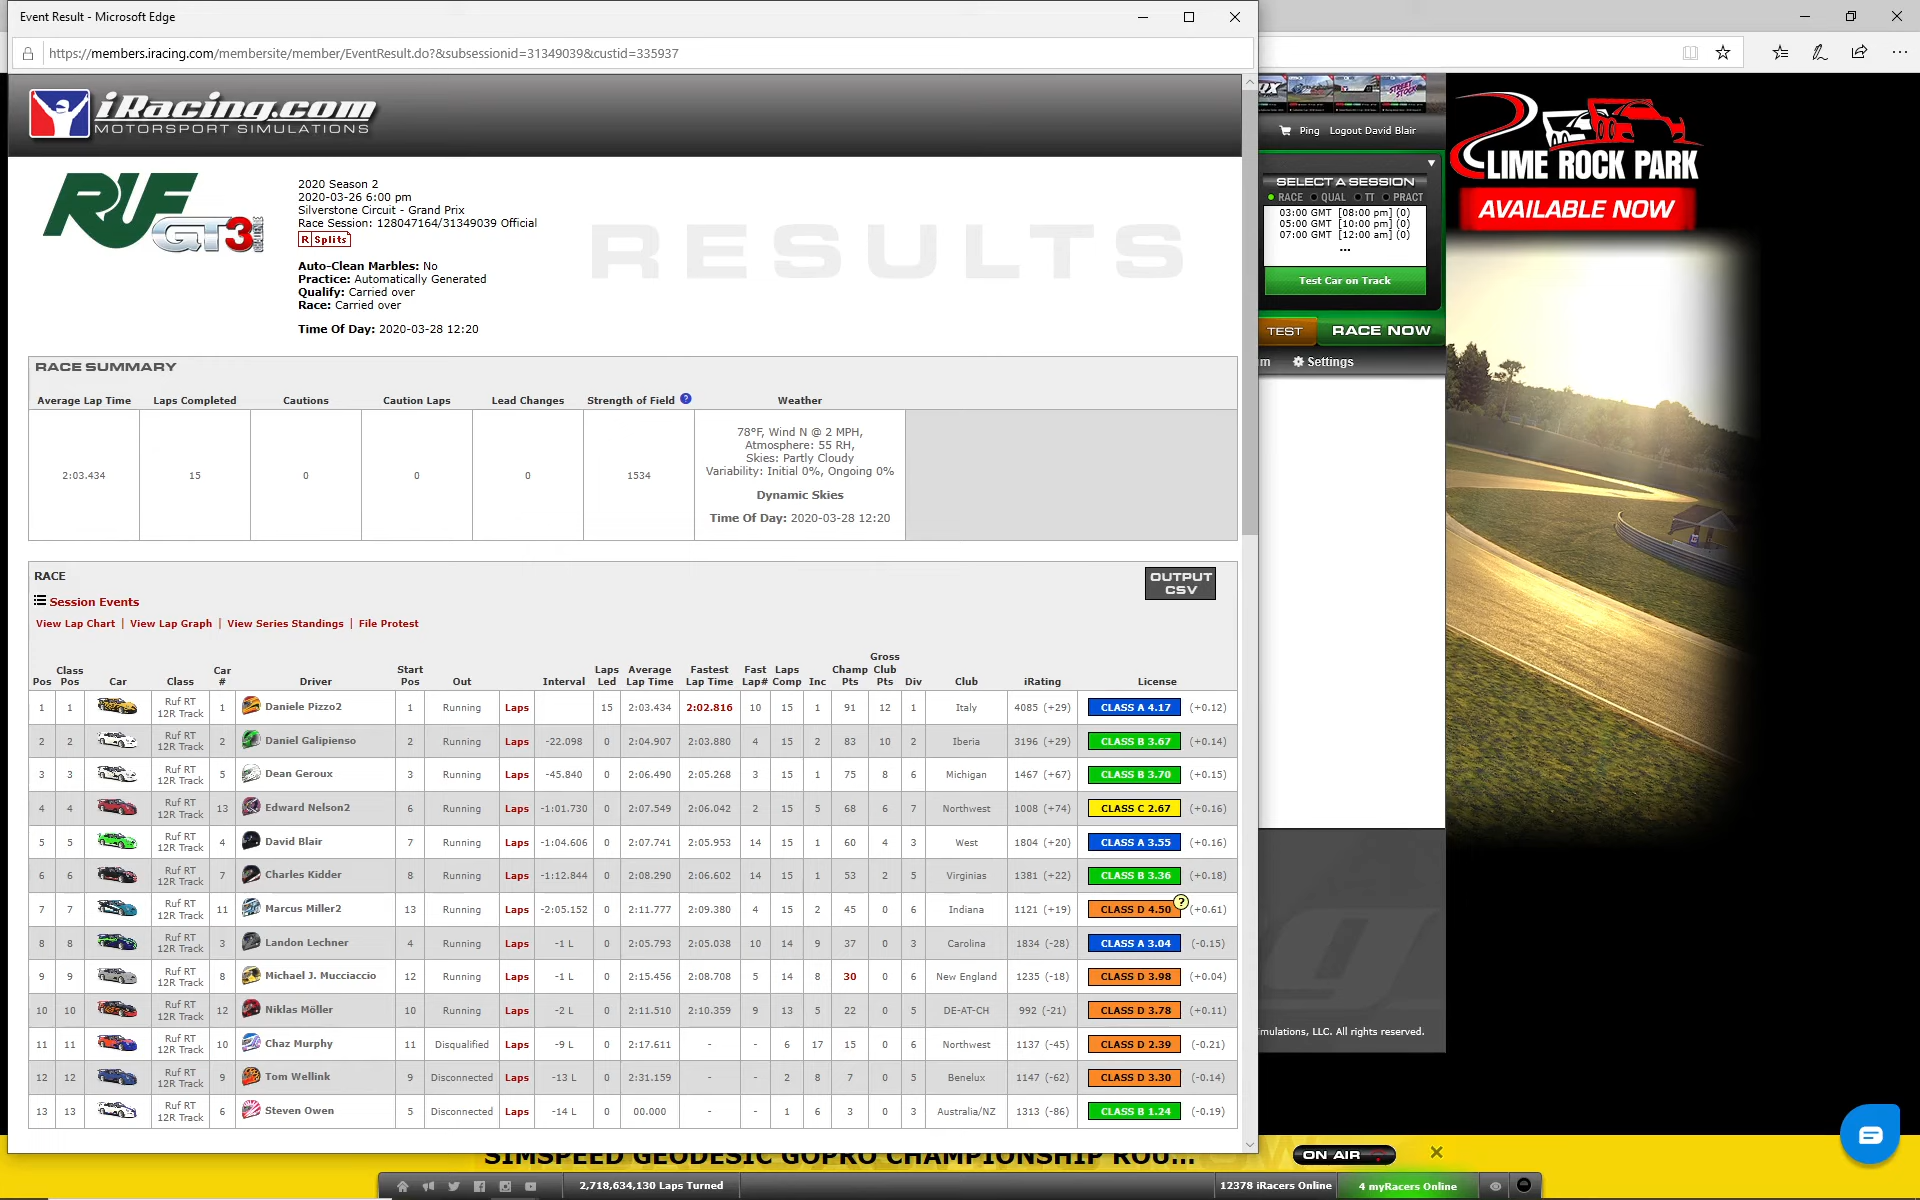 Event Result - Microsoft Edge
https://members.iracing.com/membersite/member/EventResult.do?&subsessionid=31349039&custid=335937
iRacing.com
MOTORSPORT SIMULATIONS
RUF
GT3
2020 Season 2
2020-03-26 6:00 pm
Silverstone Circuit - Grand Prix
Race Session: 128047164/31349039 Official
R Splits
RESULTS
Auto-Clean Marbles: No
Practice: Automatically Generated
Qualify: Carried over
Race: Carried over
Time Of Day: 2020-03-28 12:20
RACE SUMMARY
Average Lap Time Laps Completed Cautions Caution Laps Lead Changes Strength of Field ? Weather
2:03.434 15 0 0 0 1534
78°F, Wind N @ 2 MPH,
Atmosphere: 55 RH,
Skies: Partly Cloudy
Variability: Initial 0%, Ongoing 0%
Dynamic Skies
Time Of Day: 2020-03-28 12:20
RACE
OUTPUT
CSV
Session Events
View Lap Chart | View Lap Graph | View Series Standings | File Protest
Pos Class Pos Car Class Car # Driver Start Pos Out Interval Laps Led Average Lap Time Fastest Lap Time Fast Lap# Laps Comp Inc Champ Pts Gross Club Pts Div Club iRating License
1 1 Ruf RT 12R Track 1 Daniele Pizzo2 1 Running Laps 15 2:03.434 2:02.816 10 15 1 91 12 1 Italy 4085 (+29) CLASS A 4.17 (+0.12)
2 2 Ruf RT 12R Track 2 Daniel Galipienso 2 Running Laps -22.098 0 2:04.907 2:03.880 4 15 2 83 10 2 Iberia 3196 (+29) CLASS B 3.67 (+0.14)
3 3 Ruf RT 12R Track 5 Dean Geroux 3 Running Laps -45.840 0 2:06.490 2:05.268 3 15 1 75 8 6 Michigan 1467 (+67) CLASS B 3.70 (+0.15)
4 4 Ruf RT 12R Track 13 Edward Nelson2 6 Running Laps -1:01.730 0 2:07.549 2:06.042 2 15 5 68 6 7 Northwest 1008 (+74) CLASS C 2.67 (+0.16)
5 5 Ruf RT 12R Track 4 David Blair 7 Running Laps -1:04.606 0 2:07.741 2:05.953 14 15 1 60 4 3 West 1804 (+20) CLASS A 3.55 (+0.16)
6 6 Ruf RT 12R Track 7 Charles Kidder 8 Running Laps -1:12.844 0 2:08.290 2:06.602 14 15 1 53 2 5 Virginias 1381 (+22) CLASS B 3.36 (+0.18)
7 7 Ruf RT 12R Track 11 Marcus Miller2 13 Running Laps -2:05.152 0 2:11.777 2:09.380 4 15 2 45 0 6 Indiana 1121 (+19) CLASS D 4.50 ? (+0.61)
8 8 Ruf RT 12R Track 3 Landon Lechner 4 Running Laps -1 L 0 2:05.793 2:05.038 10 14 9 37 0 3 Carolina 1834 (-28) CLASS A 3.04 (-0.15)
9 9 Ruf RT 12R Track 8 Michael J. Mucciaccio 12 Running Laps -1 L 0 2:15.456 2:08.708 5 14 8 30 0 6 New England 1235 (-18) CLASS D 3.98 (+0.04)
10 10 Ruf RT 12R Track 12 Niklas Möller 10 Running Laps -2 L 0 2:11.510 2:10.359 9 13 5 22 0 5 DE-AT-CH 992 (-21) CLASS D 3.78 (+0.11)
11 11 Ruf RT 12R Track 10 Chaz Murphy 11 Disqualified Laps -9 L 0 2:17.611 - - 6 17 15 0 6 Northwest 1137 (-45) CLASS D 2.39 (-0.21)
12 12 Ruf RT 12R Track 9 Tom Wellink 9 Disconnected Laps -13 L 0 2:31.159 - - 2 8 7 0 5 Benelux 1147 (-62) CLASS D 3.30 (-0.14)
13 13 Ruf RT 12R Track 6 Steven Owen 5 Disconnected Laps -14 L 0 00.000 - - 1 6 3 0 3 Australia/NZ 1313 (-86) CLASS B 1.24 (-0.19)
STREET STOCK
Ping Logout David Blair
SELECT A SESSION
RACE QUAL TT PRACT
03:00 GMT [08:00 pm] (0)
05:00 GMT [10:00 pm] (0)
07:00 GMT [12:00 am] (0)
...
Test Car on Track
TEST RACE NOW
m Settings
LIME ROCK PARK
AVAILABLE NOW
imulations, LLC. All rights reserved.
SIMSPEED GEODESIC GOPRO CHAMPIONSHIP ROU...
ON AIR
2,718,634,130 Laps Turned
12378 iRacers Online
4 myRacers Online